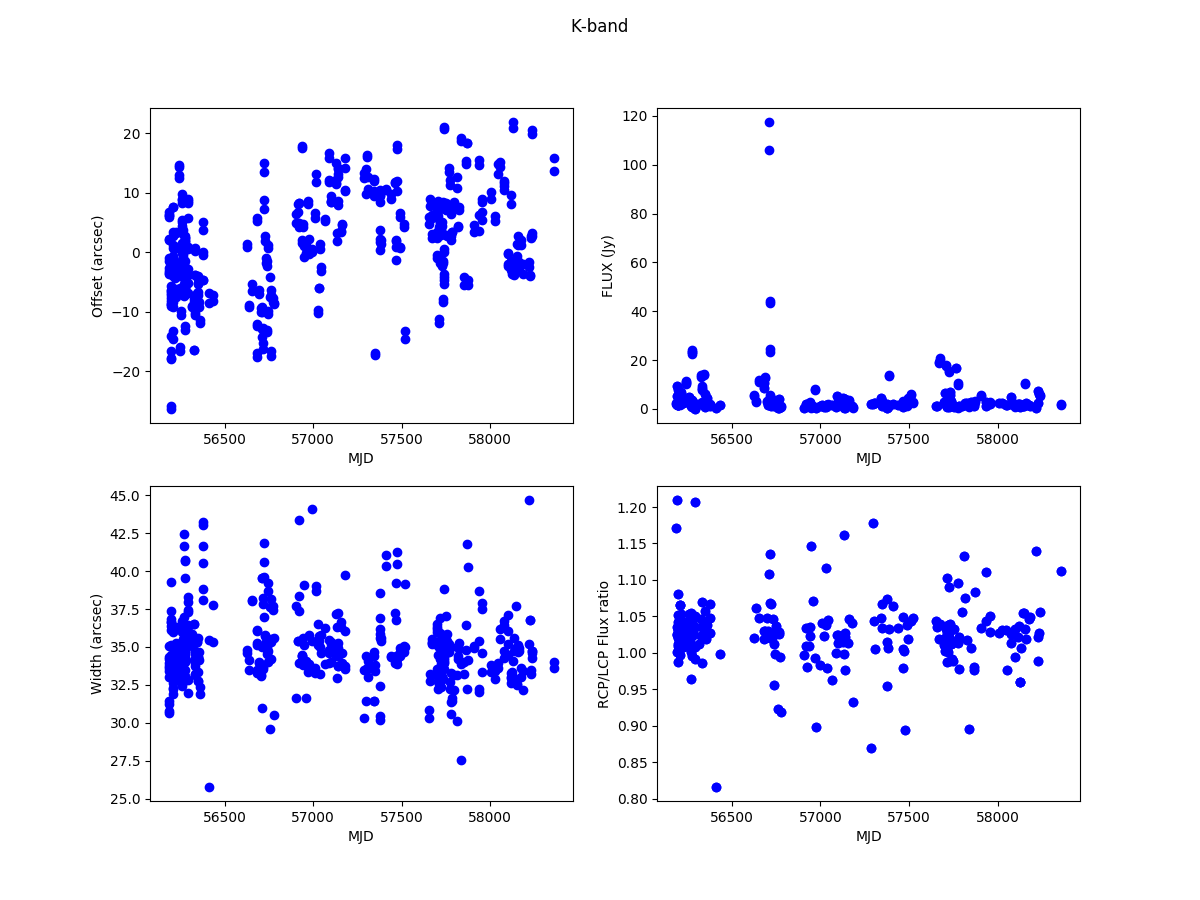 K-band
20
10
0
−10
−20
Offset (arcsec)
56500 57000 57500 58000
MJD
120
100
80
60
40
20
0
FLUX (Jy)
56500 57000 57500 58000
MJD
45.0
42.5
40.0
37.5
35.0
32.5
30.0
27.5
25.0
Width (arcsec)
56500 57000 57500 58000
MJD
1.20
1.15
1.10
1.05
1.00
0.95
0.90
0.85
0.80
RCP/LCP Flux ratio
56500 57000 57500 58000
MJD